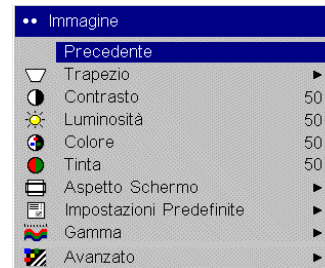 •• Immagine
Precedente
Trapezio
Contrasto 50
Luminosità 50
Colore 50
Tinta 50
Aspetto Schermo
Impostazioni Predefinite
Gamma
Avanzato